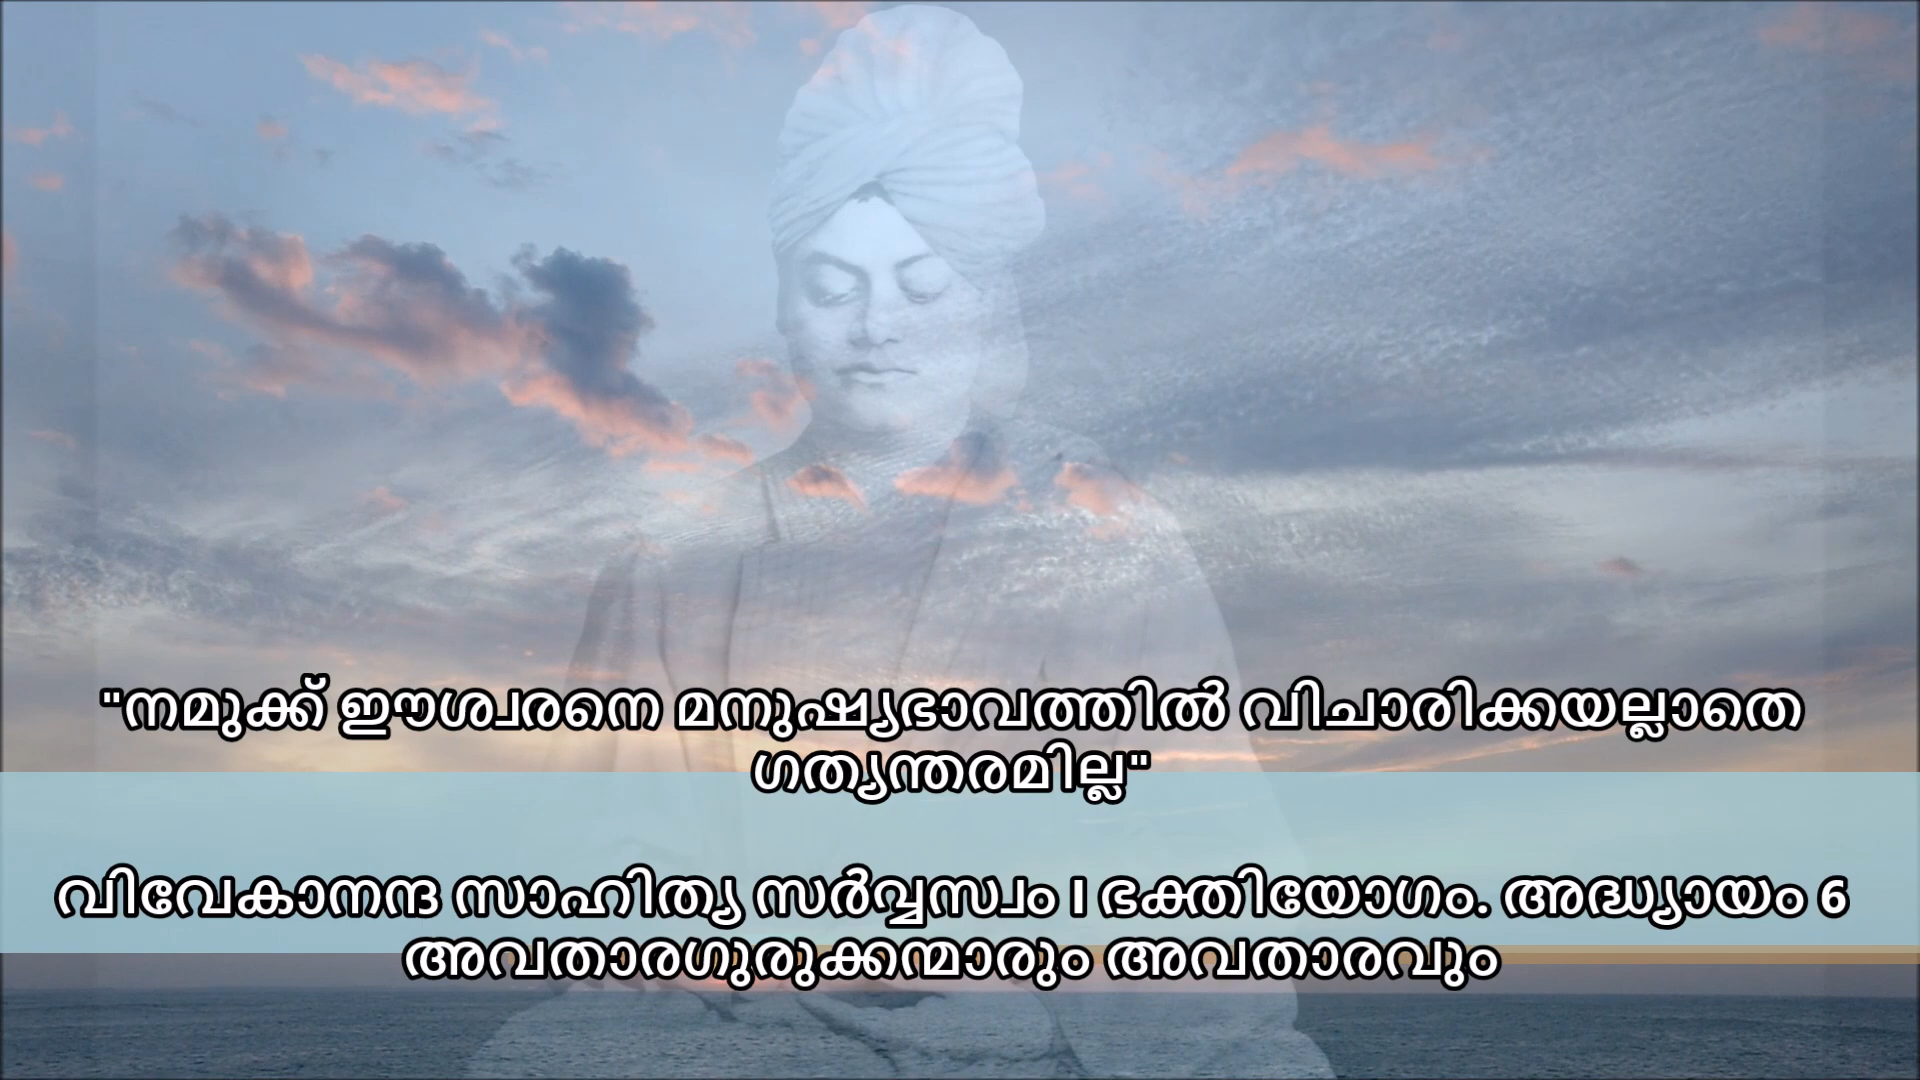 "നമുക്ക് ഈശ്വരനെ മനുഷ്യഭാവത്തിൽ വിചാരിക്കയല്ലാതെ
ഗത്യന്തരമില്ല"
വിവേകാനന്ദ സാഹിത്യ സർവ്വസ്വം I ഭക്തിയോഗം. അദ്ധ്യായം 6
അവതാരഗുരുക്കന്മാരും അവതാരവും